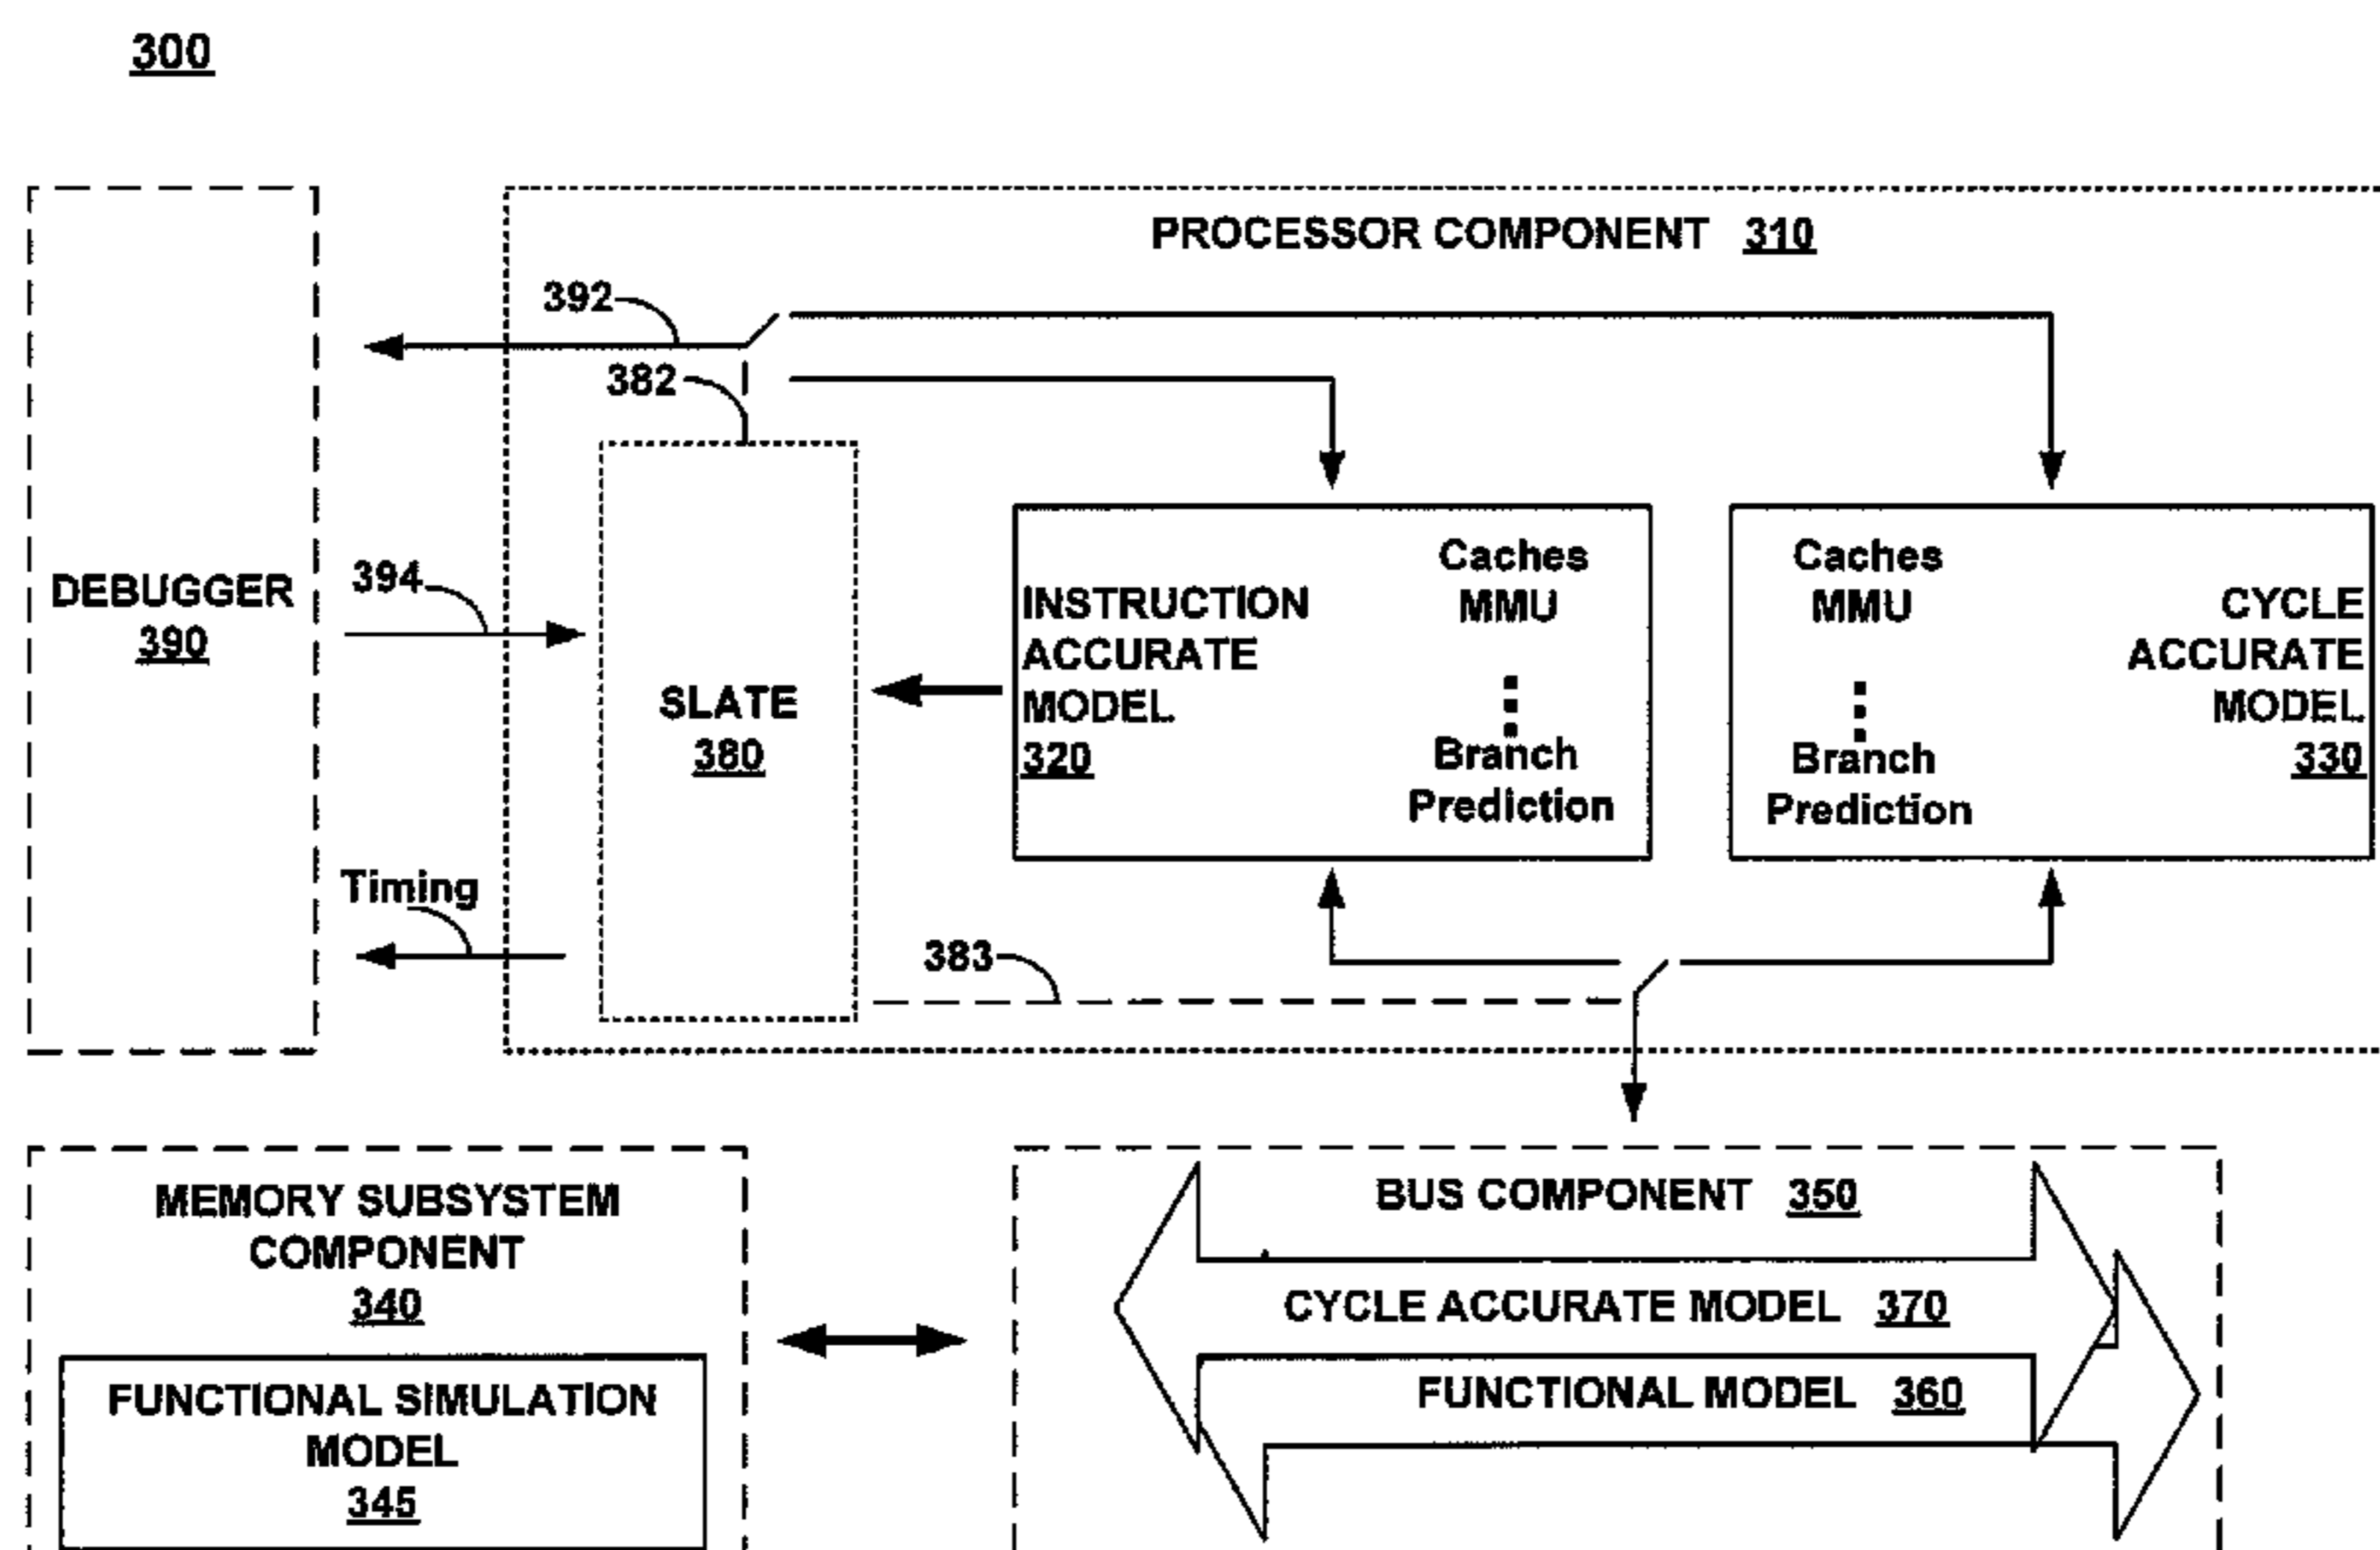 300
PROCESSOR COMPONENT 310
392
382
DEBUGGER
390
394
SLATE
380
INSTRUCTION
ACCURATE
MODEL
320
Caches
MMU
Branch
Prediction
Caches
MMU
Branch
Prediction
CYCLE
ACCURATE
MODEL
330
Timing
383
MEMORY SUBSYSTEM
COMPONENT
340
FUNCTIONAL SIMULATION
MODEL
345
BUS COMPONENT 350
CYCLE ACCURATE MODEL 370
FUNCTIONAL MODEL 360